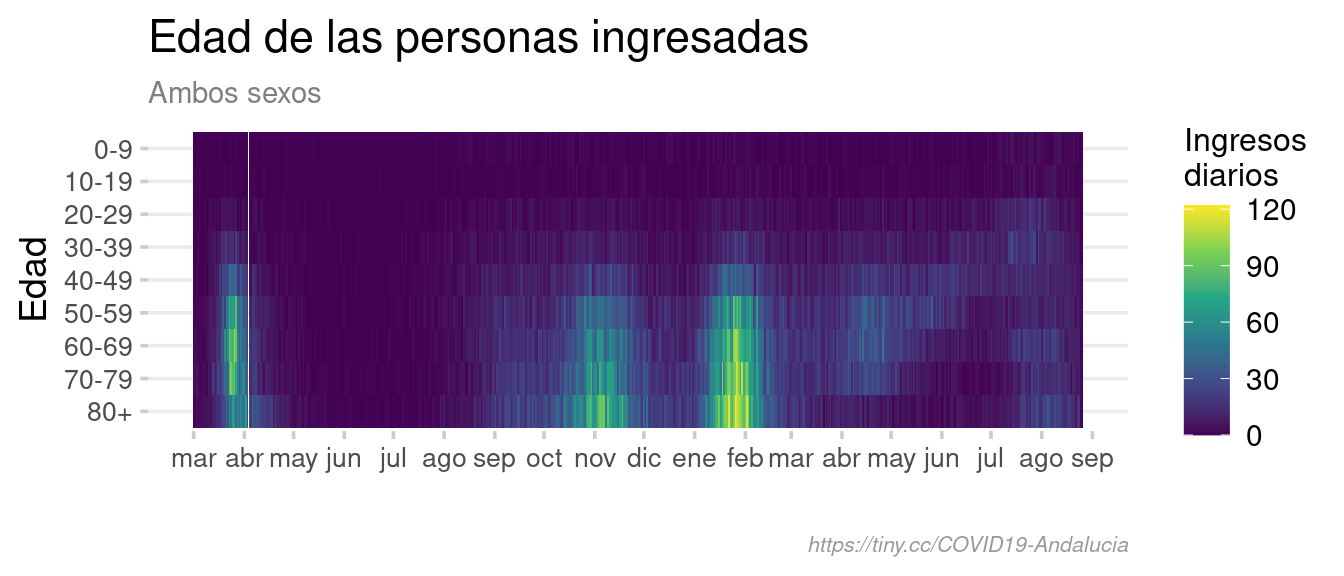 Edad de las personas ingresadas
Ambos sexos
Edad
0-9
10-19
20-29
30-39
40-49
50-59
60-69
70-79
80+
mar abr may jun jul ago sep oct nov dic ene feb mar abr may jun jul ago sep
Ingresos
diarios
120
90
60
30
0
https://tiny.cc/COVID19-Andalucia